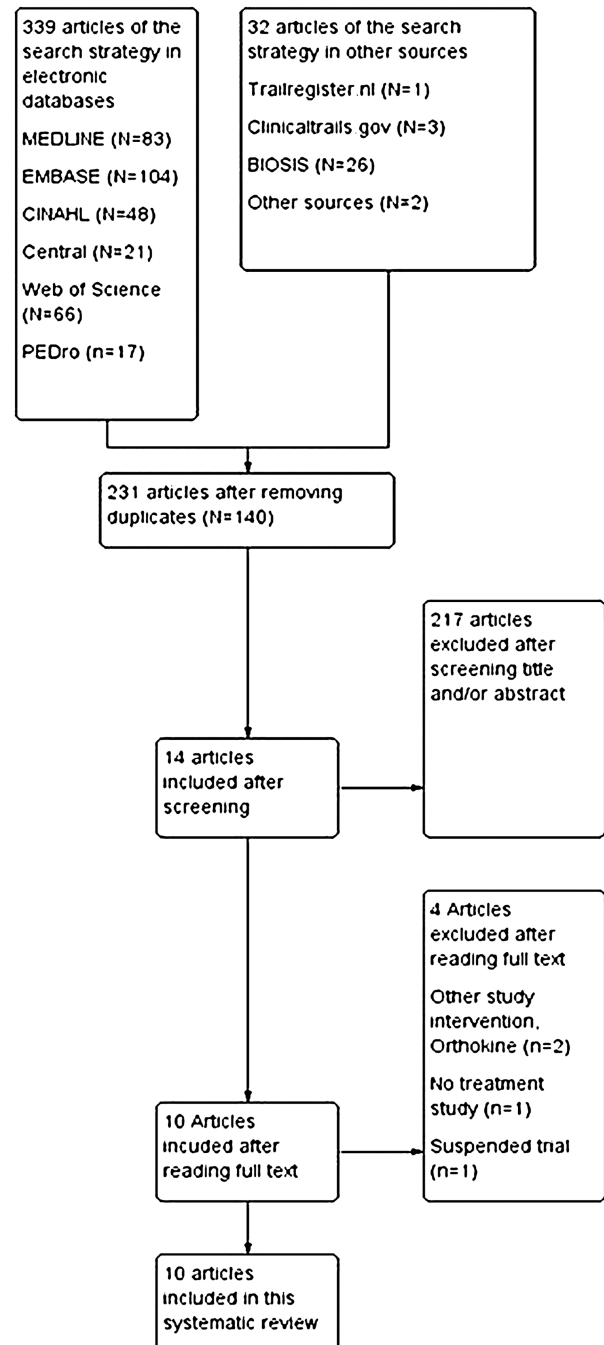 339 articles of the
search strategy in
electronic
databases
MEDLINE (N=83)
EMBASE (N=104)
CINAHL (N=48)
Central (N=21)
Web of Science
(N=66)
PEDro (n=17)
32 articles of the search
strategy in other sources
Trailregister.nl (N=1)
Clinicaltrails.gov (N=3)
BIOSIS (N=26)
Other sources (N=2)
231 articles after removing
duplicates (N=140)
217 articles
excluded after
screening title
and/or abstract
14 articles
included after
screening
4 Articles
excluded after
reading full text
Other study
intervention,
Orthokine (n=2)
No treatment
study (n=1)
Suspended trial
(n=1)
10 Articles
incuded after
reading full text
10 articles
included in this
systematic review